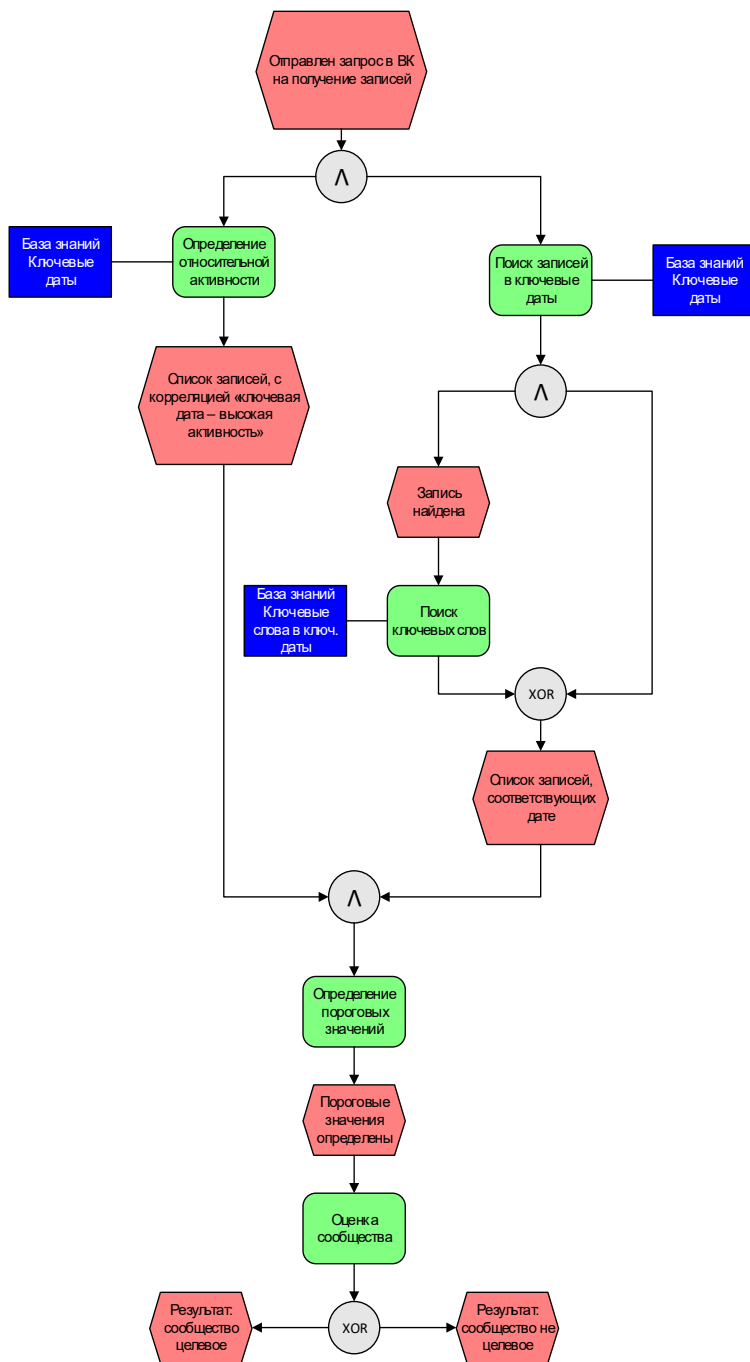 Отправлен запрос в ВК
на получение записей
Λ
База знаний
Ключевые
даты
Определение
относительной
активности
Поиск записей
в ключевые
даты
База знаний
Ключевые
даты
Список записей, с
корреляцией «ключевая
дата – высокая
активность»
Λ
Запись
найдена
База знаний
Ключевые
слова в ключ.
даты
Поиск
ключевых слов
XOR
Список записей,
соответствующих
дате
Λ
Определение
пороговых
значений
Пороговые
значения
определены
Оценка
сообщества
Результат:
сообщество
целевое
XOR
Результат:
сообщество не
целевое